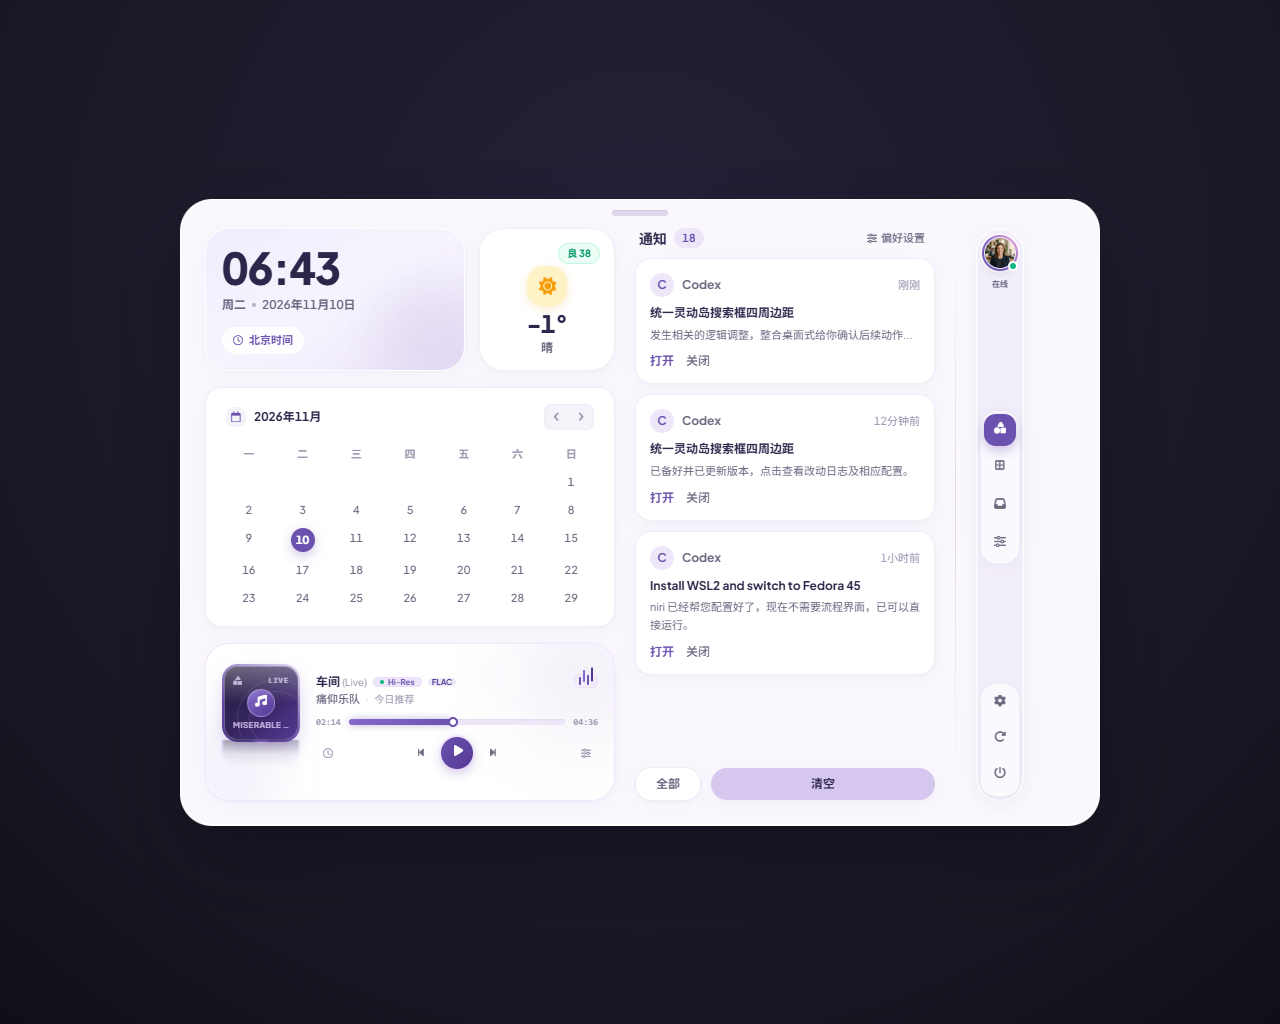 06:43
周二 • 2026年11月10日
北京时间
良 38
-1°
晴
2026年11月
一 二 三 四 五 六 日
1
2 3 4 5 6 7 8
9 10 11 12 13 14 15
16 17 18 19 20 21 22
23 24 25 26 27 28 29
LIVE
MISERABLE ...
车间 (Live) Hi-Res FLAC
痛仰乐队 · 今日推荐
02:14 04:36
通知 18 偏好设置
C Codex 刚刚
统一灵动岛搜索框四周边距
发生相关的逻辑调整，整合桌面式给你确认后续动作...
打开 关闭
C Codex 12分钟前
统一灵动岛搜索框四周边距
已备好并已更新版本，点击查看改动日志及相应配置。
打开 关闭
C Codex 1小时前
Install WSL2 and switch to Fedora 45
niri 已经帮您配置好了，现在不需要流程界面，已可以直
接运行。
打开 关闭
全部 清空
在线